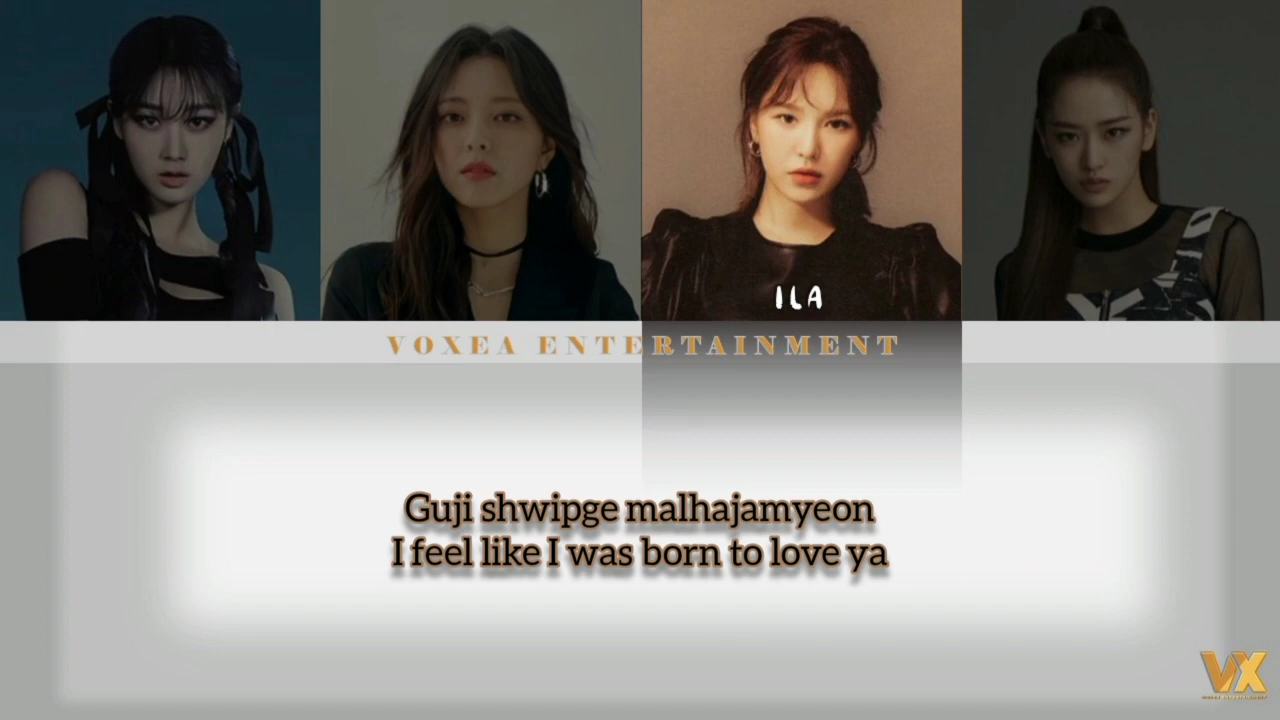 ILA
VOXEA ENTERTAINMENT
Guji shwipge malhajamyeon
I feel like I was born to love ya
VX